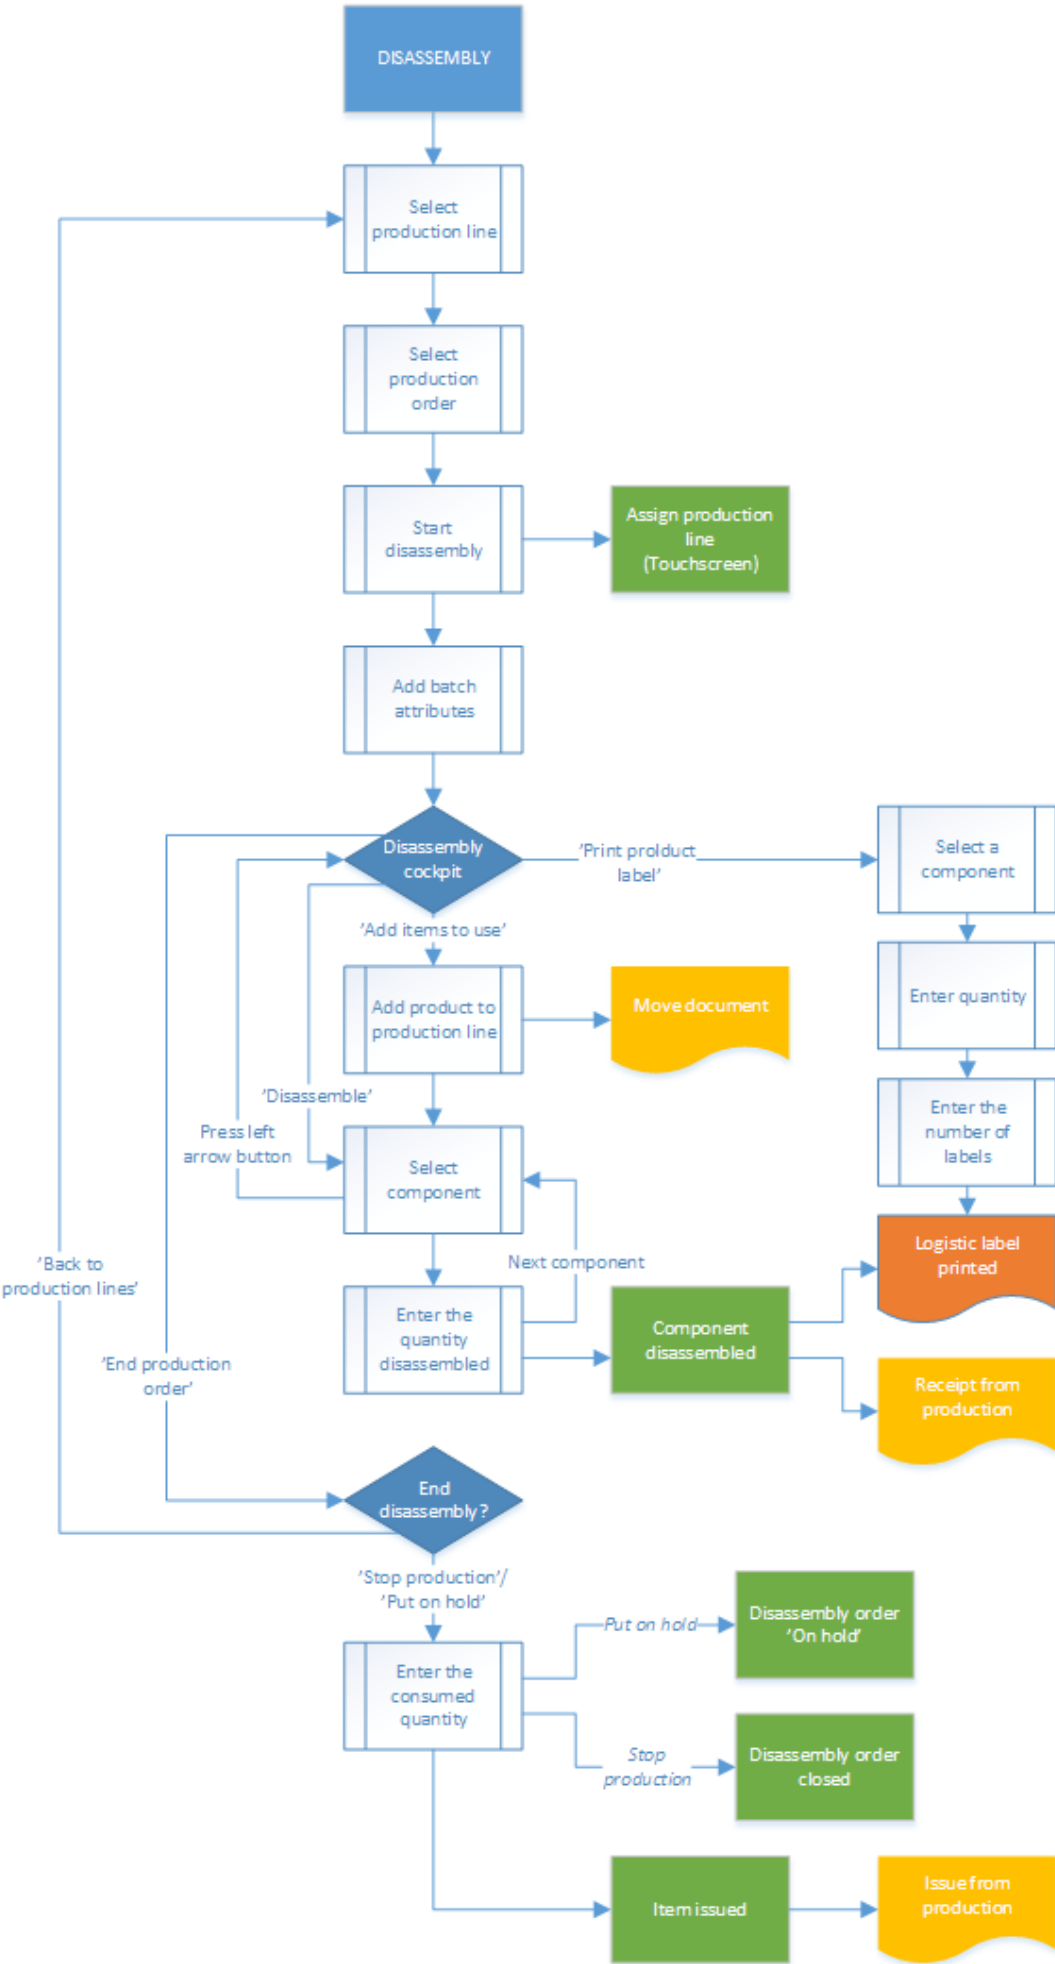 DISASSEMBLY
Select
production line
Select
production
order
Start
disassembly
Assign production
line
(Touchscreen)
Add batch
attributes
Disassembly
cockpit
'Print prolduct
label'
Select a
component
'Add items to use'
Add product to
production line
Move document
Enter quantity
'Disassemble'
Press left
arrow button
Select
component
Enter the
number of
labels
Next component
Logistic label
printed
'Back to
production lines'
Enter the
quantity
disassembled
Component
disassembled
'End production
order'
Receipt from
production
End
disassembly?
'Stop production'/
'Put on hold'
Enter the
consumed
quantity
Put on hold
Disassembly order
'On hold'
Stop
production
Disassembly order
closed
Item issued
Issue from
production